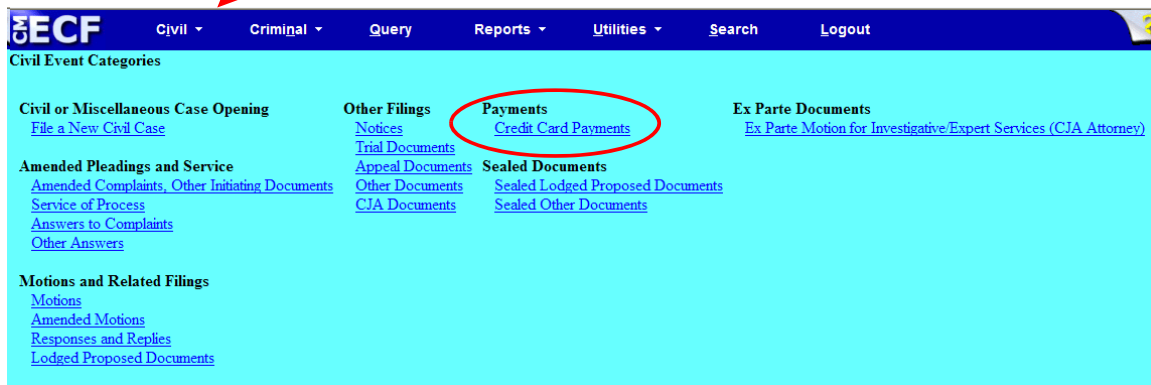 CM ECF Civil Criminal Query Reports Utilities Search Logout ?
Civil Event Categories
Civil or Miscellaneous Case Opening
File a New Civil Case
Amended Pleadings and Service
Amended Complaints, Other Initiating Documents
Service of Process
Answers to Complaints
Other Answers
Motions and Related Filings
Motions
Amended Motions
Responses and Replies
Lodged Proposed Documents
Other Filings
Notices
Trial Documents
Appeal Documents
Other Documents
CJA Documents
Payments
Credit Card Payments
Sealed Documents
Sealed Lodged Proposed Documents
Sealed Other Documents
Ex Parte Documents
Ex Parte Motion for Investigative/Expert Services (CJA Attorney)